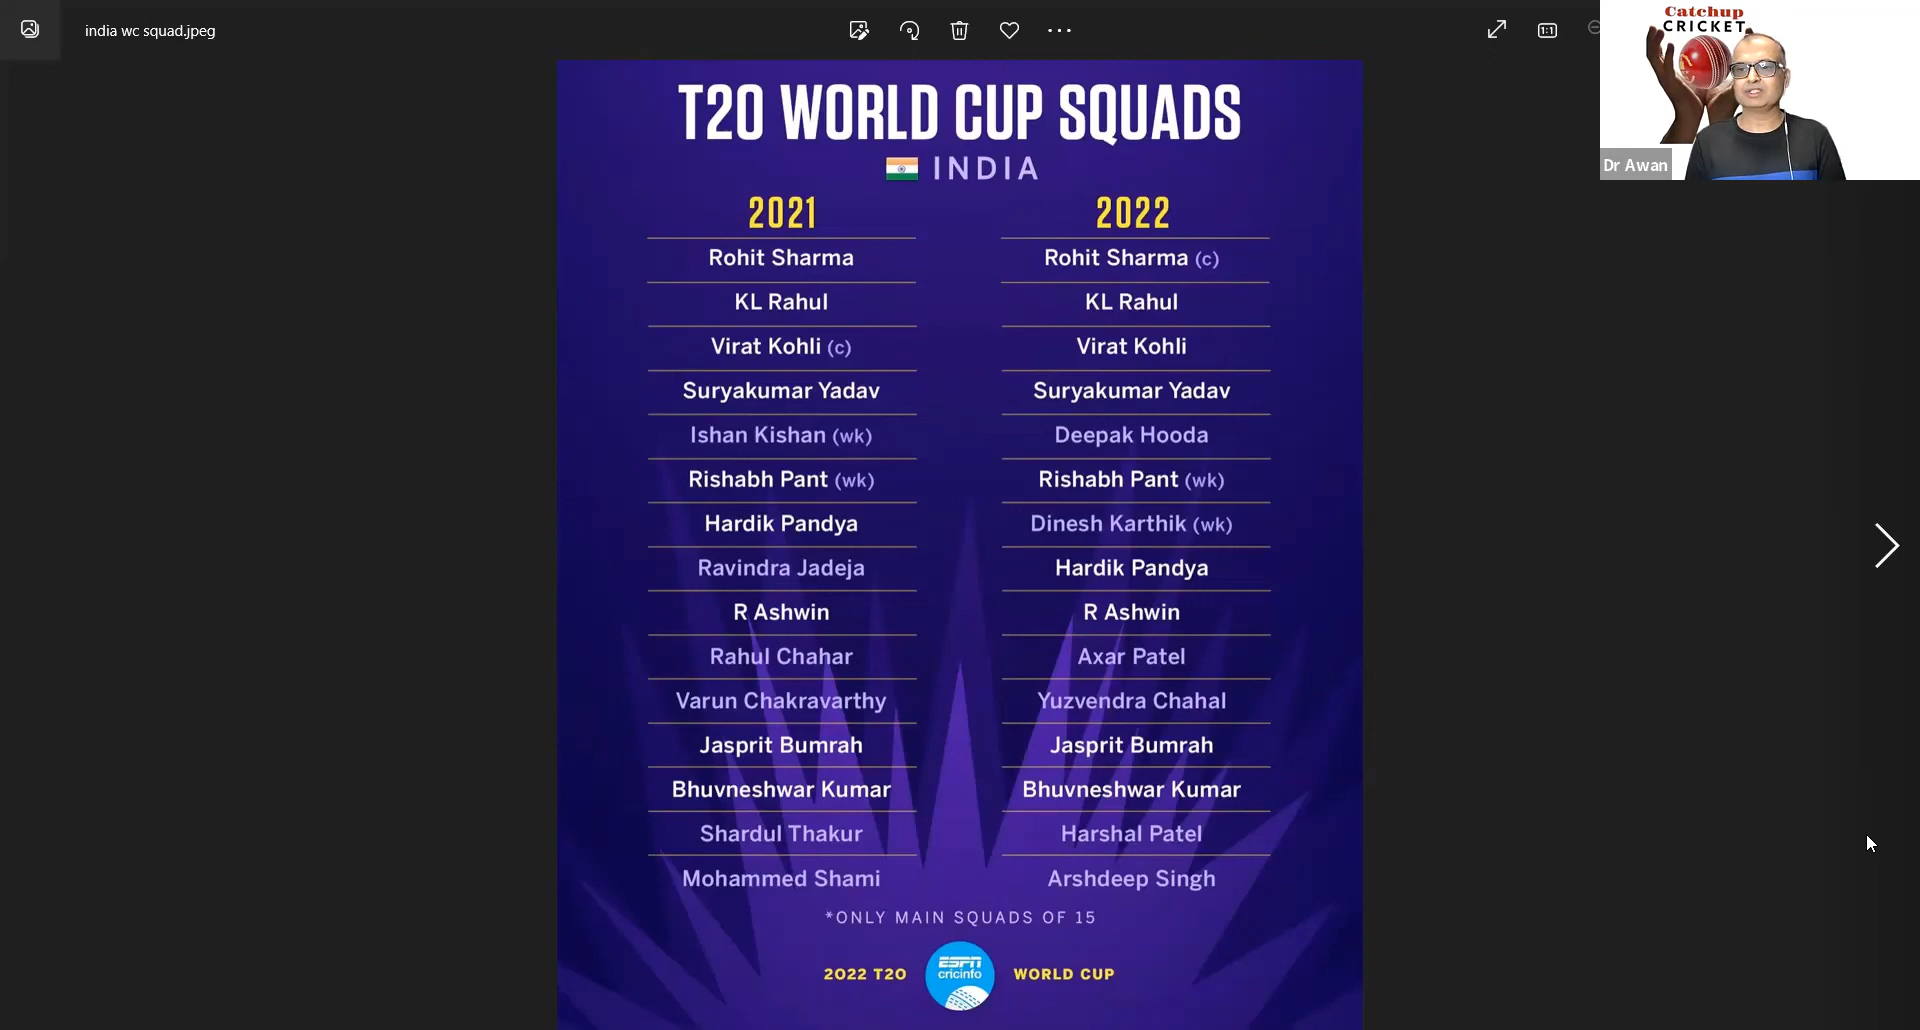 india wc squad.jpeg
1:1
Catchup
CRICKET
Dr Awan
T20 WORLD CUP SQUADS
INDIA
2021
Rohit Sharma
KL Rahul
Virat Kohli (c)
Suryakumar Yadav
Ishan Kishan (wk)
Rishabh Pant (wk)
Hardik Pandya
Ravindra Jadeja
R Ashwin
Rahul Chahar
Varun Chakravarthy
Jasprit Bumrah
Bhuvneshwar Kumar
Shardul Thakur
Mohammed Shami
2022
Rohit Sharma (c)
KL Rahul
Virat Kohli
Suryakumar Yadav
Deepak Hooda
Rishabh Pant (wk)
Dinesh Karthik (wk)
Hardik Pandya
R Ashwin
Axar Patel
Yuzvendra Chahal
Jasprit Bumrah
Bhuvneshwar Kumar
Harshal Patel
Arshdeep Singh
*ONLY MAIN SQUADS OF 15
2022 T20
ESPN
cricinfo
WORLD CUP